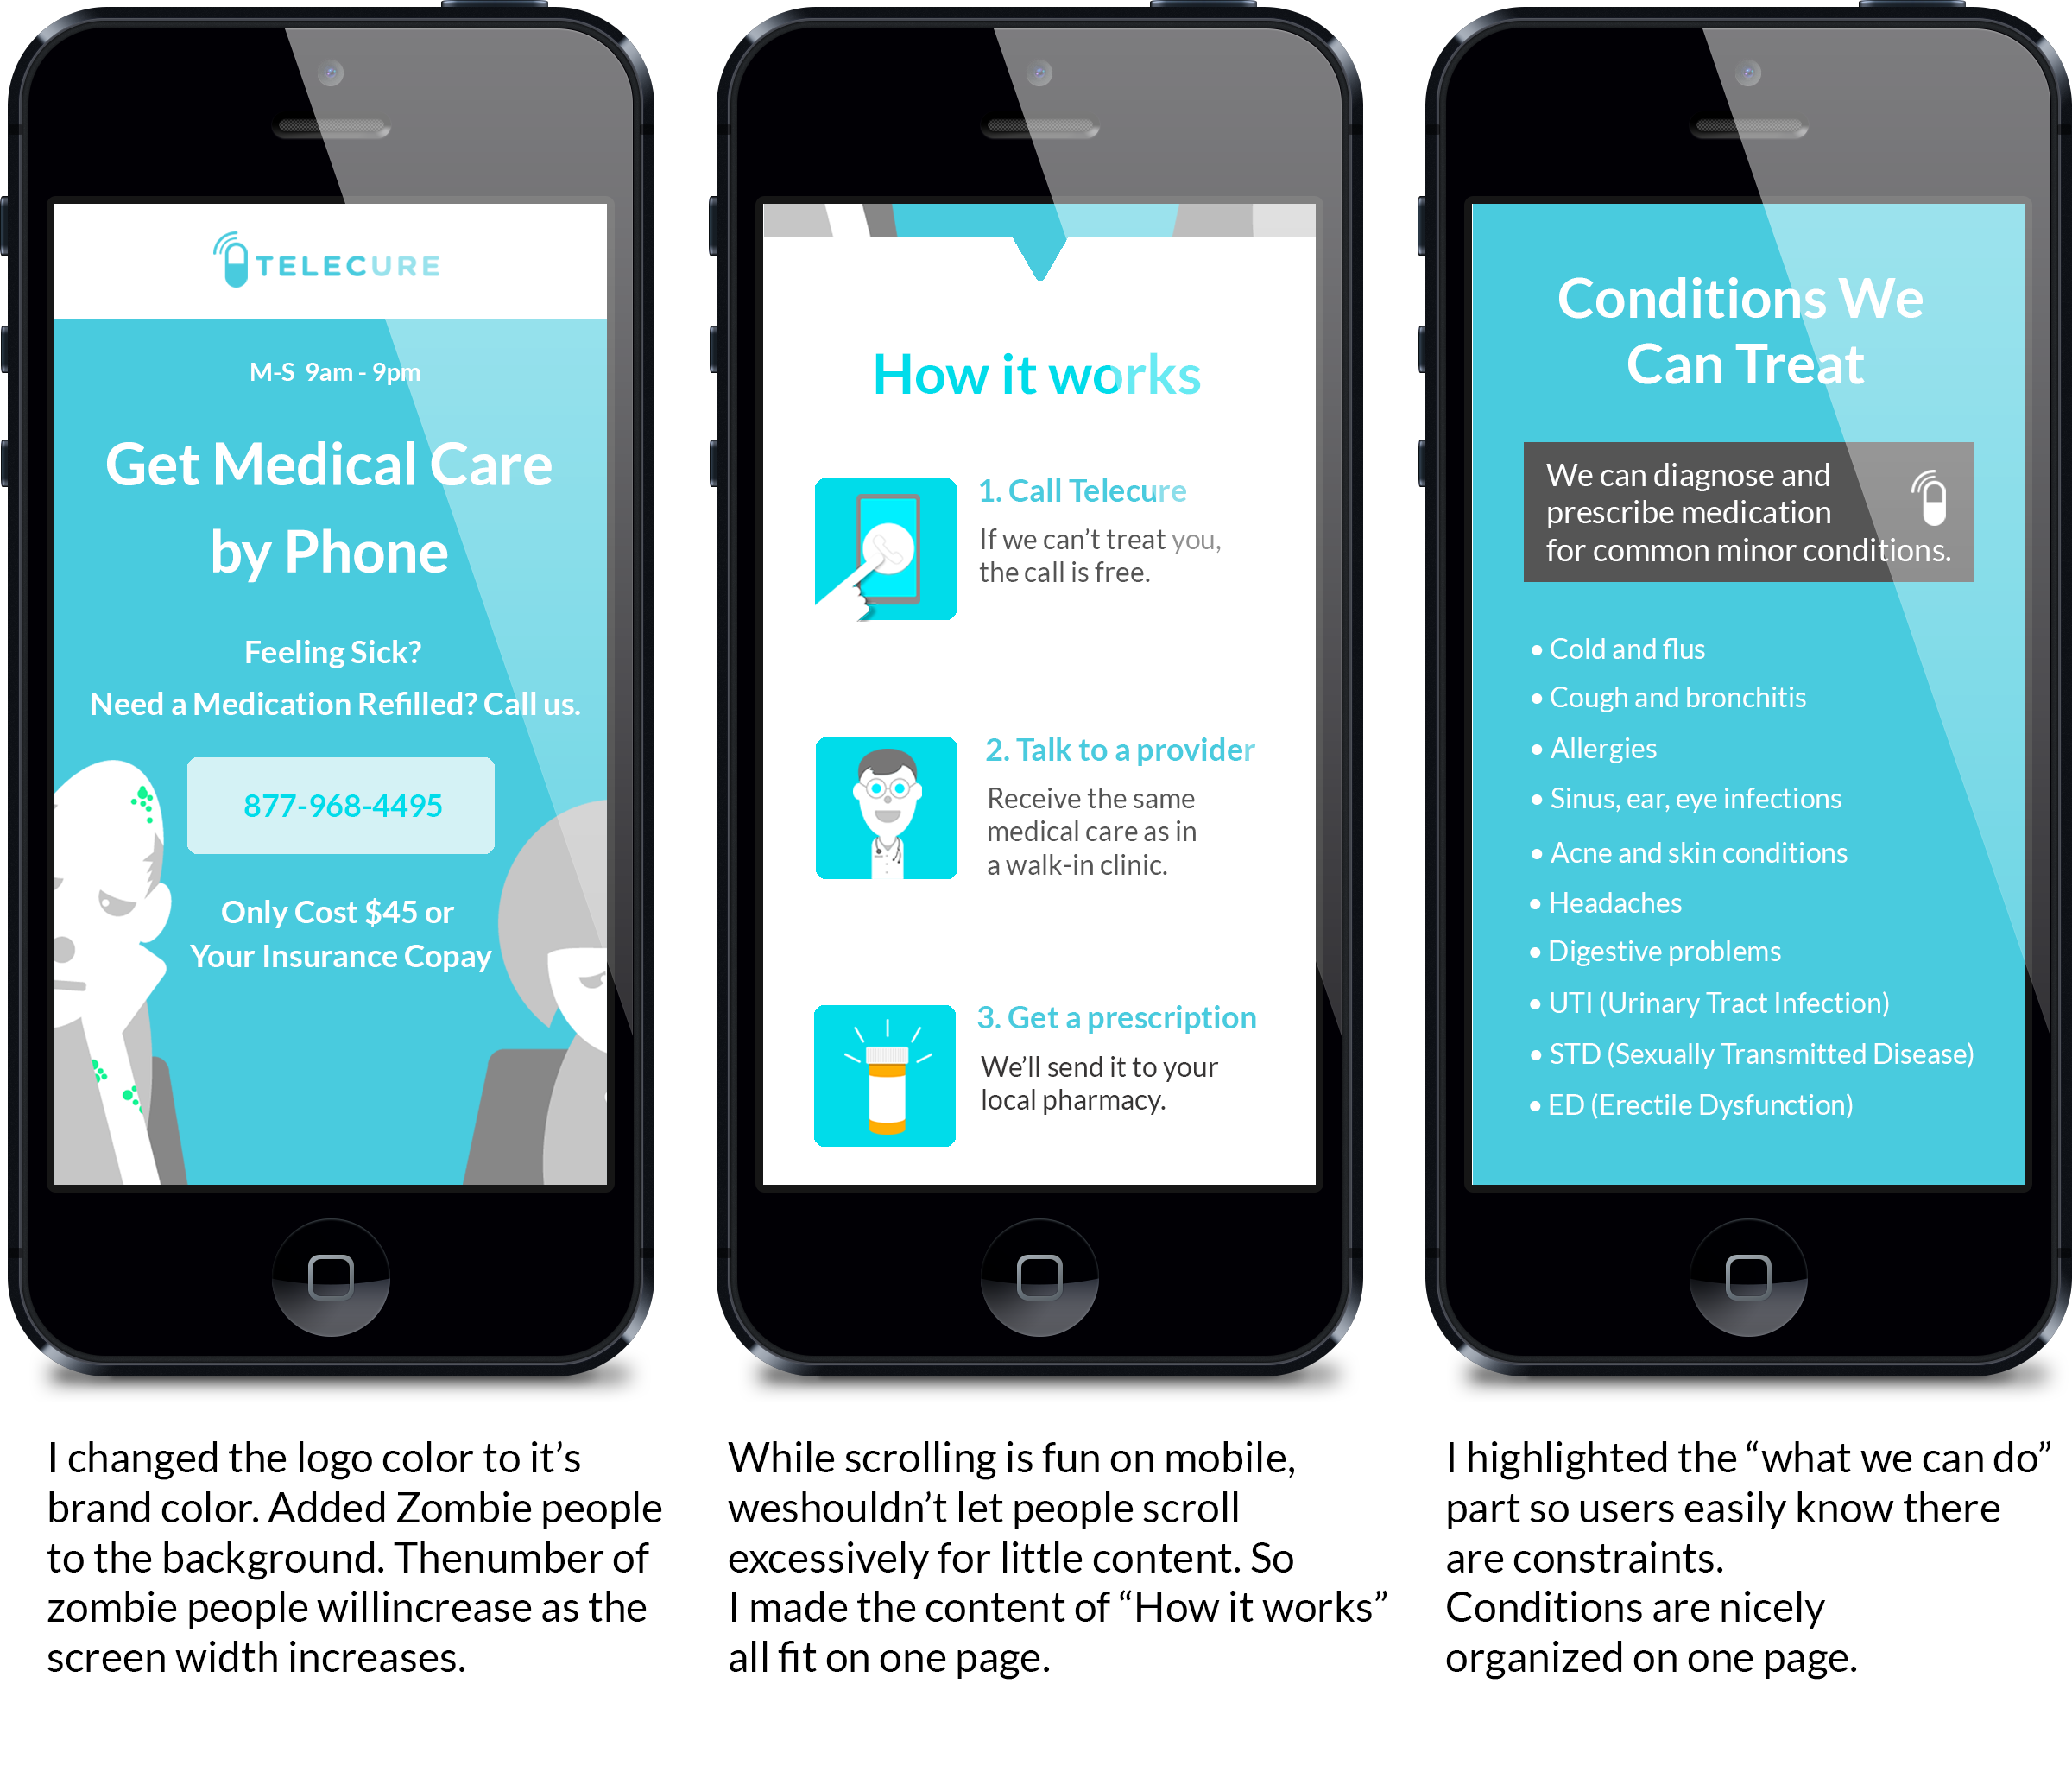 TELECURE
M-S 9am - 9pm
Get Medical Care
by Phone
Feeling Sick?
Need a Medication Refilled? Call us.
877-968-4495
Only Cost $45 or
Your Insurance Copay
How it works
1. Call Telecure
If we can’t treat you,
the call is free.
2. Talk to a provider
Receive the same
medical care as in
a walk-in clinic.
3. Get a prescription
We’ll send it to your
local pharmacy.
Conditions We
Can Treat
We can diagnose and
prescribe medication
for common minor conditions.
• Cold and flus
• Cough and bronchitis
• Allergies
• Sinus, ear, eye infections
• Acne and skin conditions
• Headaches
• Digestive problems
• UTI (Urinary Tract Infection)
• STD (Sexually Transmitted Disease)
• ED (Erectile Dysfunction)
I changed the logo color to it’s
brand color. Added Zombie people
to the background. Thenumber of
zombie people willincrease as the
screen width increases.
While scrolling is fun on mobile,
weshouldn’t let people scroll
excessively for little content. So
I made the content of “How it works”
all fit on one page.
I highlighted the “what we can do”
part so users easily know there
are constraints.
Conditions are nicely
organized on one page.